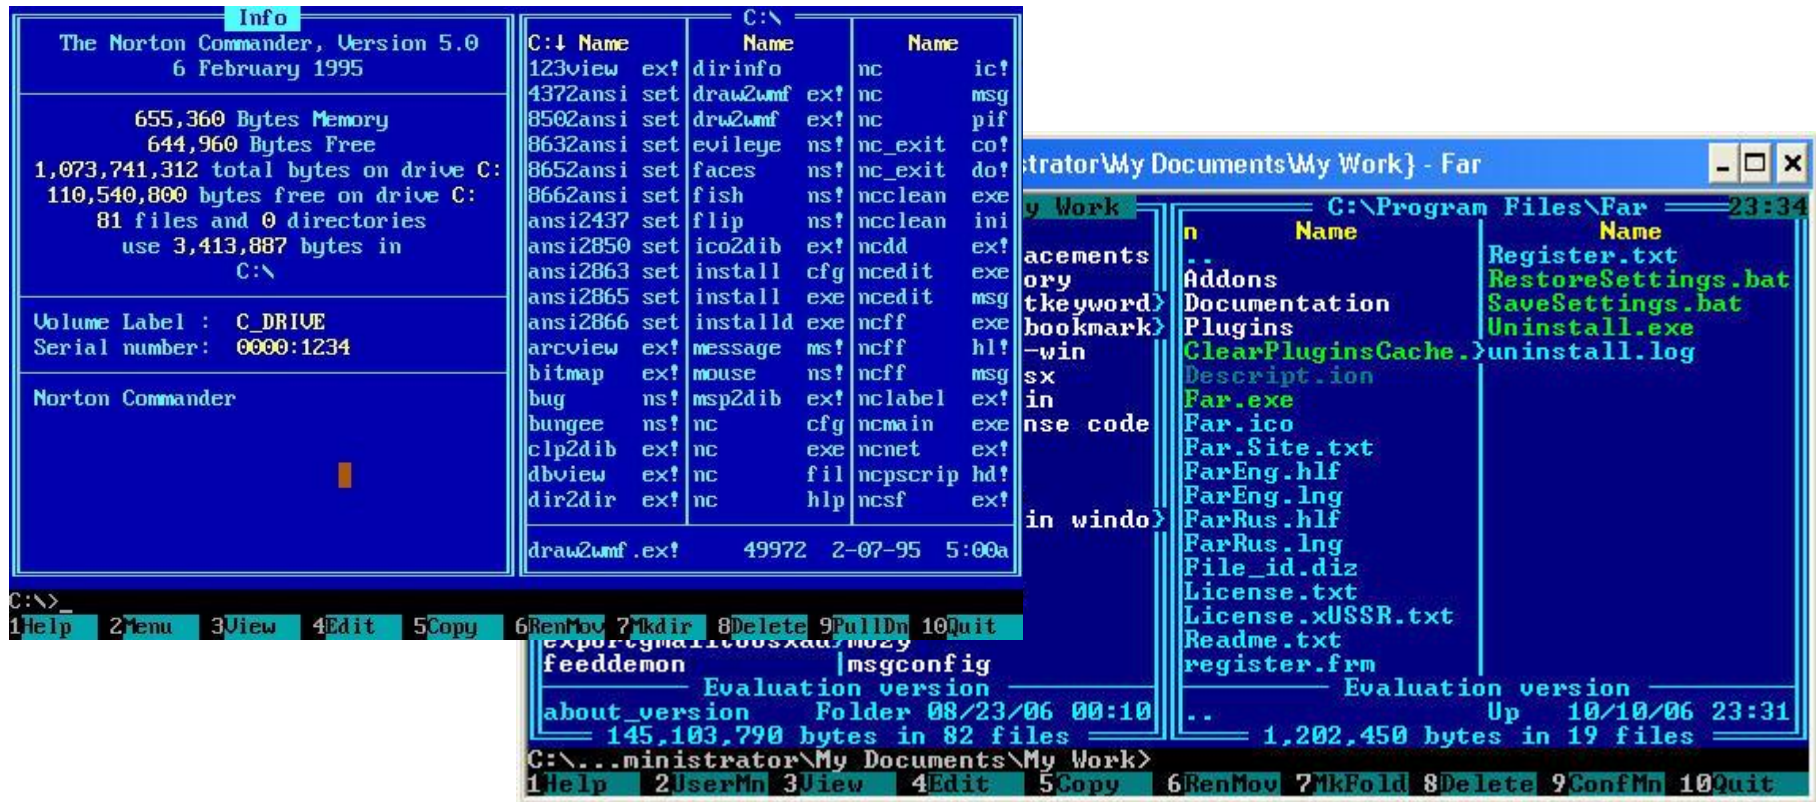 Info
The Norton Commander, Version 5.0
6 February 1995
655,360 Bytes Memory
644,960 Bytes Free
1,073,741,312 total bytes on drive C:
110,540,800 bytes free on drive C:
81 files and 0 directories
use 3,413,887 bytes in
C:\
Volume Label : C_DRIVE
Serial number: 0000:1234
Norton Commander
C:\
C:↓ Name Name Name
123view ex! dirinfo nc ic!
4372ansi set draw2wmf ex! nc msg
8502ansi set drw2wmf ex! nc pif
8632ansi set evileye ns! nc_exit co!
8652ansi set faces ns! nc_exit do!
8662ansi set fish ns! ncclean exe
ansi2437 set flip ns! ncclean ini
ansi2850 set ico2dib ex! ncdd ex!
ansi2863 set install cfg ncedit exe
ansi2865 set install exe ncedit msg
ansi2866 set installd exe ncff exe
arcview ex! message ms! ncff hl!
bitmap ex! mouse ns! ncff msg
bug ns! msp2dib ex! nclabel ex!
bungee ns! nc cfg ncmain exe
clp2dib ex! nc exe ncnet ex!
dbview ex! nc fil ncpscrip hd!
dir2dir ex! nc hlp ncsf ex!
draw2wmf.ex! 49972 2-07-95 5:00a
C:\>_
1Help 2Menu 3View 4Edit 5Copy 6RenMov 7Mkdir 8Delete 9PullDn 10Quit
strator\My Documents\My Work} - Far
y Work
acements
ory
tkeyword}
bookmark}
-win
sx
in
nse code
in windo}
feeddemon msgconfig
Evaluation version
about_version Folder 08/23/06 00:10
145,103,790 bytes in 82 files
C:\Program Files\Far 23:34
n Name Name
.. Register.txt
Addons RestoreSettings.bat
Documentation SaveSettings.bat
Plugins Uninstall.exe
ClearPluginsCache.}uninstall.log
Descript.ion
Far.exe
Far.ico
Far.Site.txt
FarEng.hlf
FarEng.lng
FarRus.hlf
FarRus.lng
File_id.diz
License.txt
License.xUSSR.txt
Readme.txt
register.frm
Evaluation version
.. Up 10/10/06 23:31
1,202,450 bytes in 19 files
C:\...ministrator\My Documents\My Work>
1Help 2UserMn 3View 4Edit 5Copy 6RenMov 7MkFold 8Delete 9ConfMn 10Quit